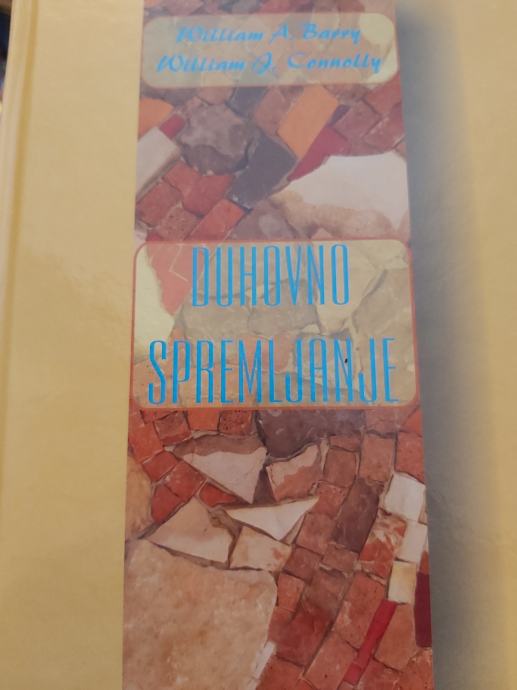 William A. Barry
William J. Connolly
DUHOVNO
SPREMLJANJE